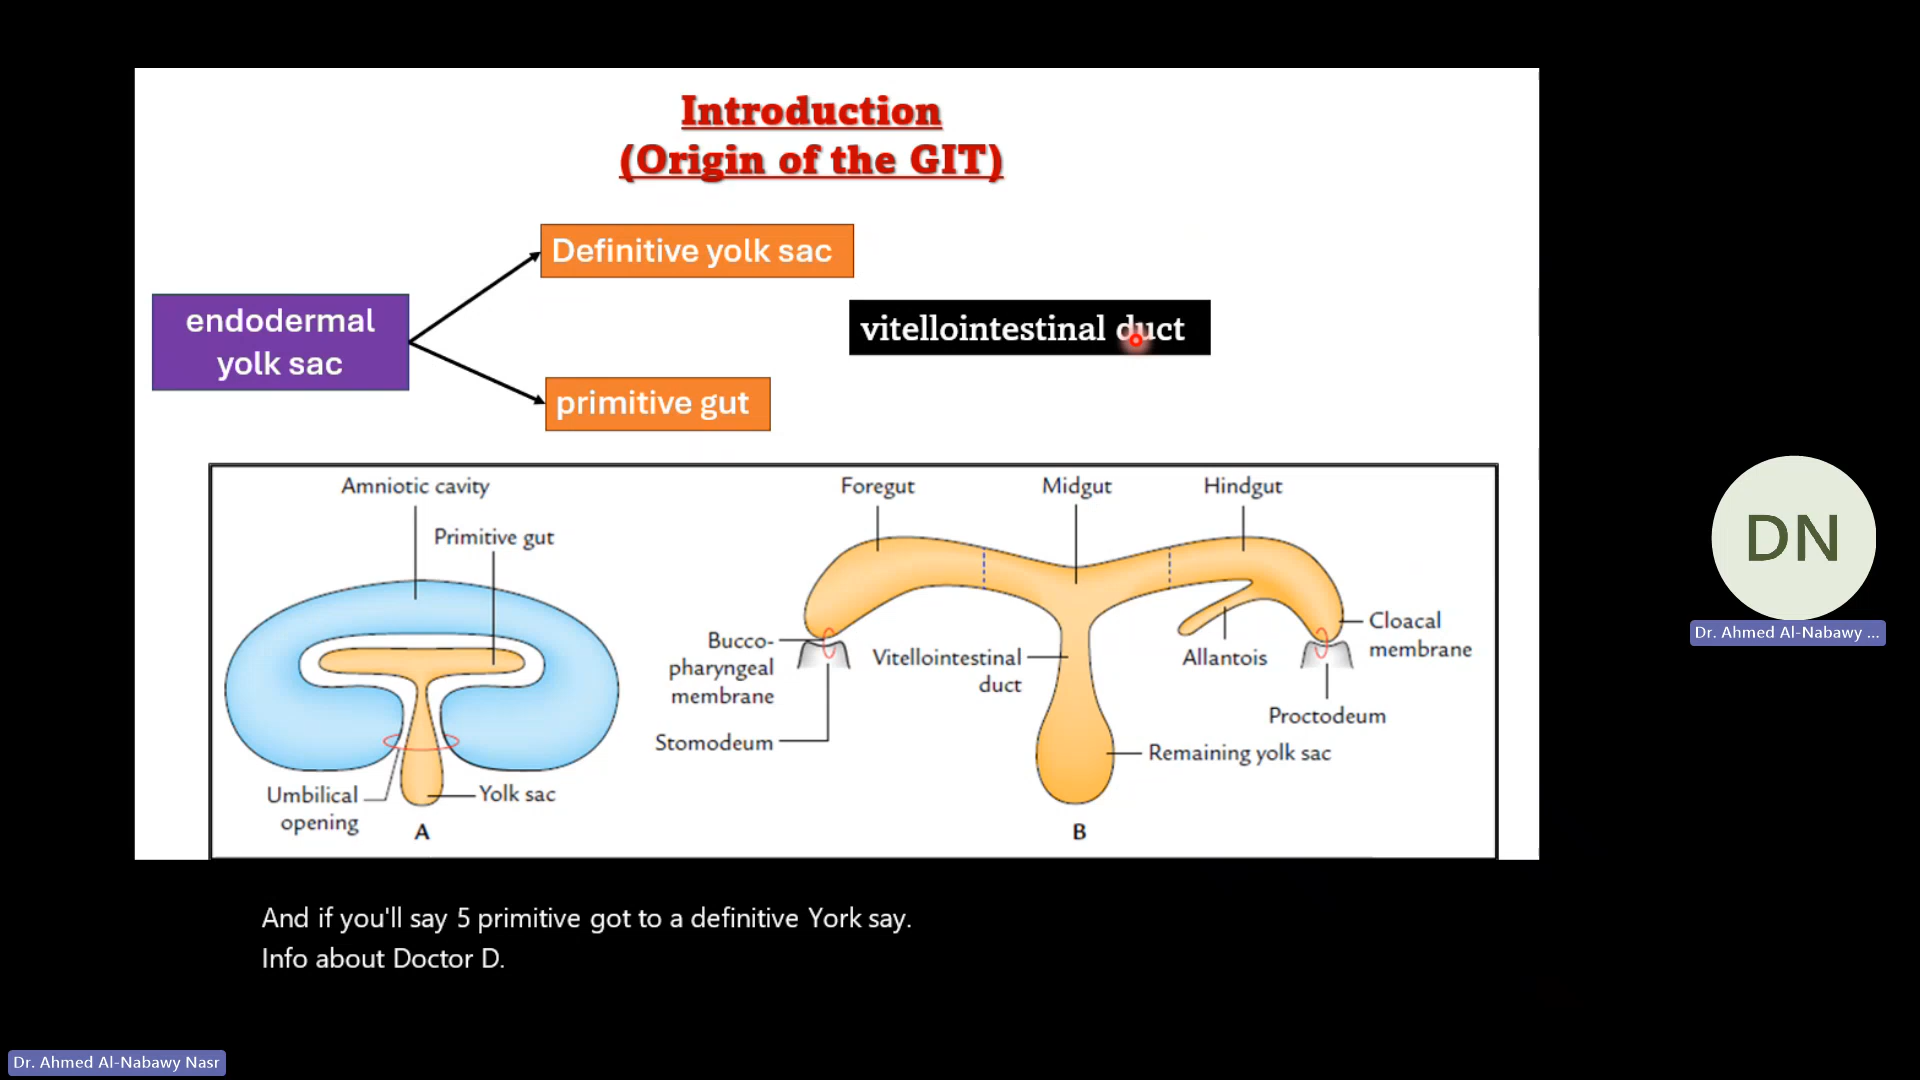 Introduction
(Origin of the GIT)
Definitive yolk sac
endodermal
yolk sac
vitellointestinal duct
primitive gut
Amniotic cavity
Primitive gut
Umbilical
opening
Yolk sac
A
Foregut
Midgut
Hindgut
Bucco-
pharyngeal
membrane
Stomodeum
Vitellointestinal
duct
Allantois
Cloacal
membrane
Proctodeum
Remaining yolk sac
B
DN
Dr. Ahmed Al-Nabawy ...
And if you'll say 5 primitive got to a definitive York say.
Info about Doctor D.
Dr. Ahmed Al-Nabawy Nasr